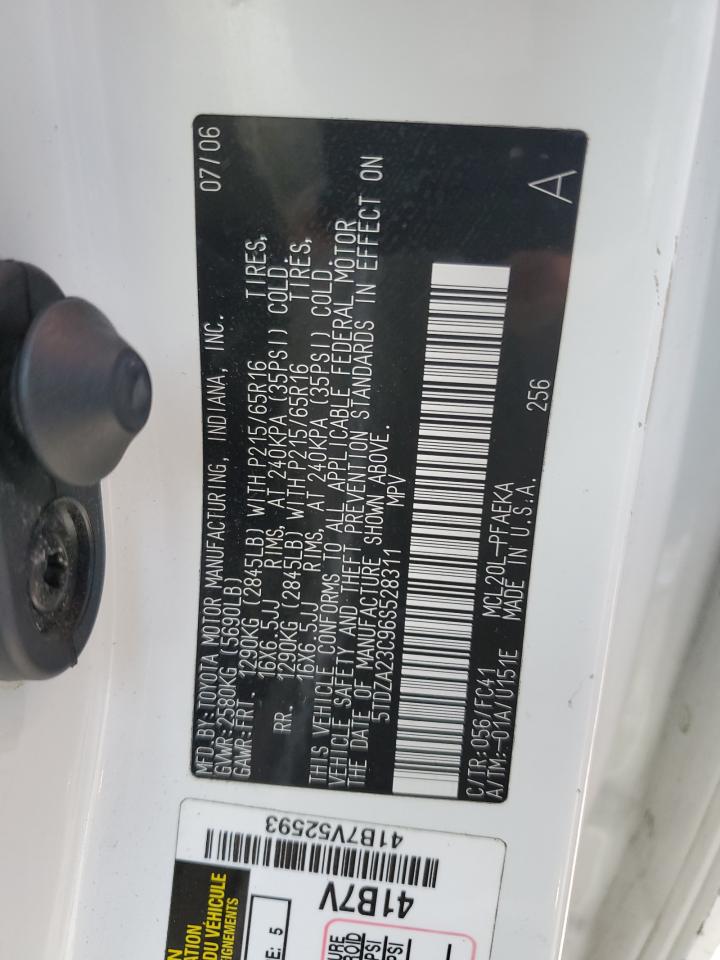 MFD.BY:TOYOTA MOTOR MANUFACTURING, INDIANA, INC. 07/06
GVWR:2580KG (5690LB)
GAWR:FRT. 1290KG (2845LB) WITH P215/65R16 TIRES,
16X6.5JJ RIMS, AT 240KPA (35PSI) COLD.
RR. 1290KG (2845LB) WITH P215/65R16 TIRES,
16X6.5JJ RIMS, AT 240KPA (35PSI) COLD.
THIS VEHICLE CONFORMS TO ALL APPLICABLE FEDERAL MOTOR
VEHICLE SAFETY AND THEFT PREVENTION STANDARDS IN EFFECT ON
THE DATE OF MANUFACTURE SHOWN ABOVE.
5TDZA23C96S528311 MPV
256
C/TR:056/FC41 MCL20L-PFAEKA
A/TM:-01A/U151E MADE IN U.S.A. A
41B7V52593
41B7V
DU VÉHICULE
E: 5
PSI
PSI